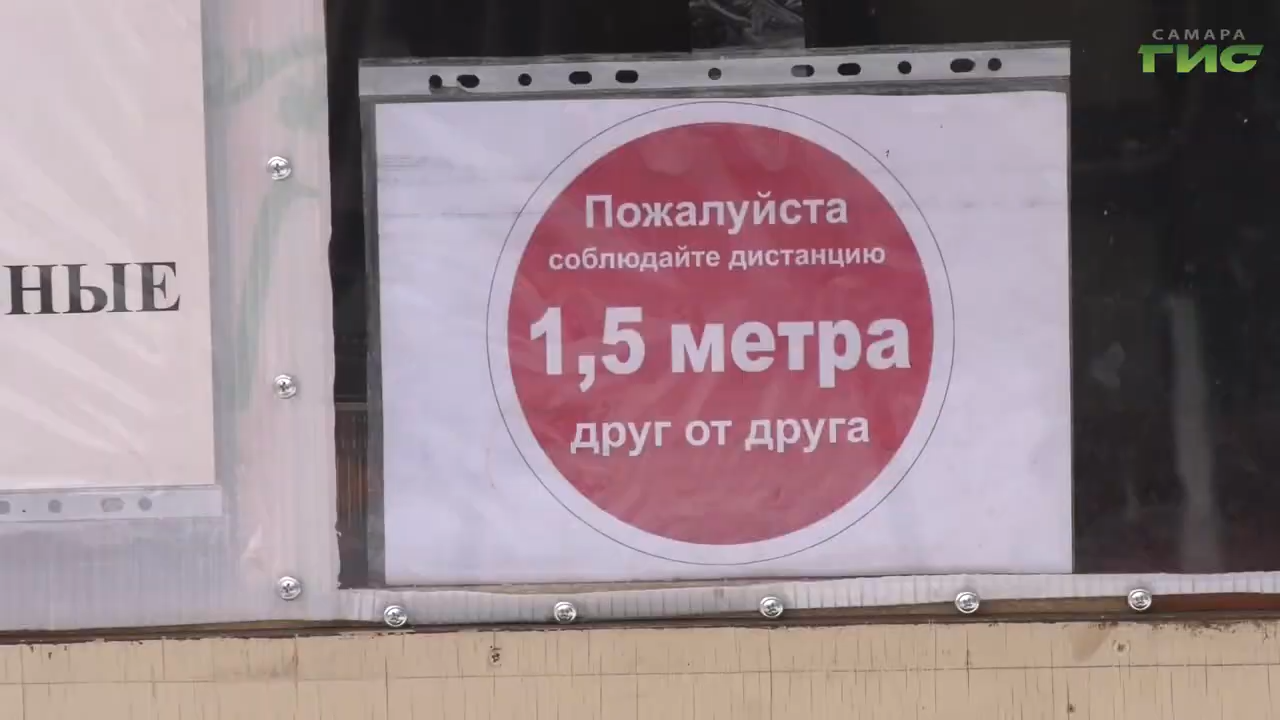 САМАРА
ГИС
НЫЕ
Пожалуйста
соблюдайте дистанцию
1,5 метра
друг от друга